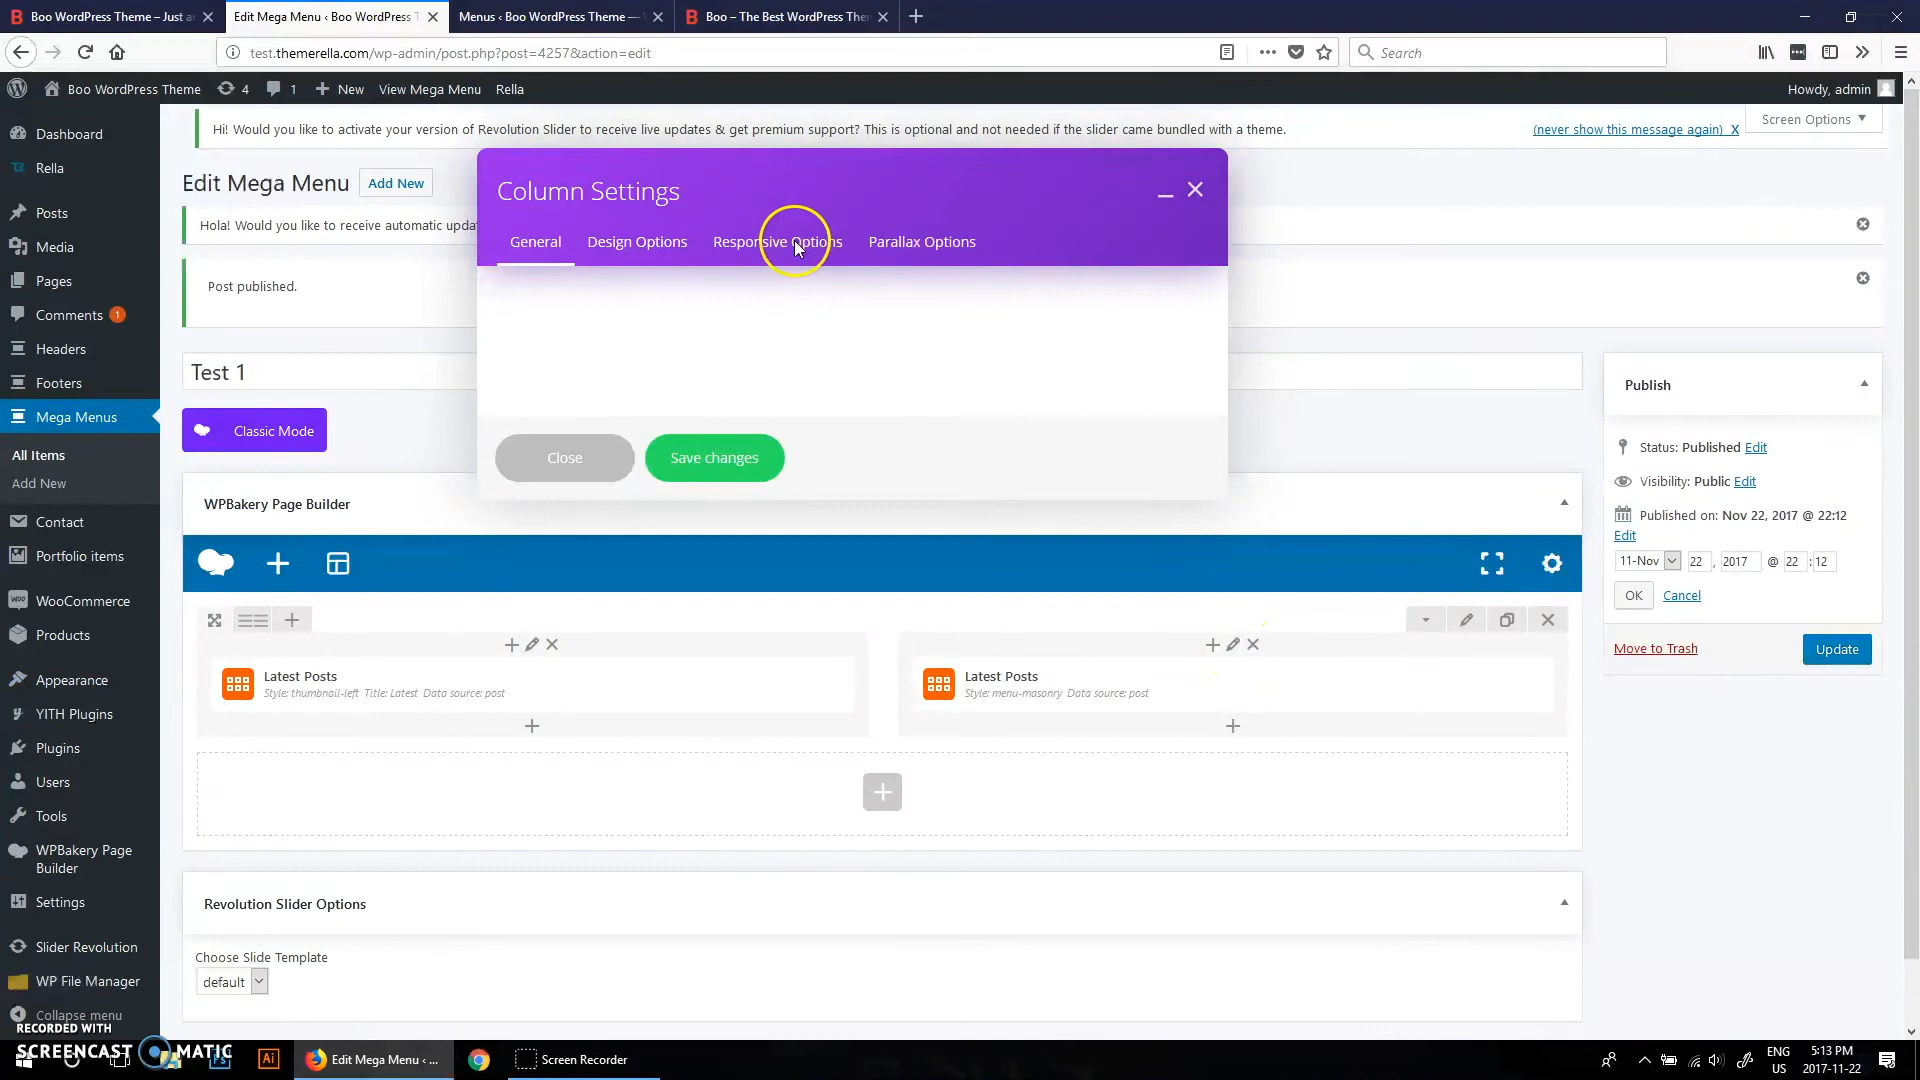 Boo WordPress Theme – Just a
Edit Mega Menu ‹ Boo WordPress T
Menus ‹ Boo WordPress Theme —
Boo – The Best WordPress The
test.themerella.com/wp-admin/post.php?post=4257&action=edit
Search
Boo WordPress Theme
4
1
New
View Mega Menu
Rella
Howdy, admin
Hi! Would you like to activate your version of Revolution Slider to receive live updates & get premium support? This is optional and not needed if the slider came bundled with a theme.
(never show this message again) X
Screen Options
Dashboard
Rella
Posts
Media
Pages
Comments 1
Headers
Footers
Mega Menus
All Items
Add New
Contact
Portfolio items
WooCommerce
Products
Appearance
YITH Plugins
Plugins
Users
Tools
WPBakery Page
Builder
Settings
Slider Revolution
WP File Manager
Collapse menu
Edit Mega Menu
Add New
Hola! Would you like to receive automatic upda
Post published.
Test 1
Classic Mode
Column Settings
General
Design Options
Responsive Options
Parallax Options
Close
Save changes
WPBakery Page Builder
Latest Posts
Style: thumbnail-left Title: Latest Data source: post
Latest Posts
Style: menu-masonry Data source: post
Revolution Slider Options
Choose Slide Template
default
Publish
Status: Published Edit
Visibility: Public Edit
Published on: Nov 22, 2017 @ 22:12
Edit
11-Nov 22 , 2017 @ 22 : 12
OK
Cancel
Move to Trash
Update
RECORDED WITH
SCREENCAST MATIC
Ai
Edit Mega Menu ‹ ...
Screen Recorder
ENG
US
5:13 PM
2017-11-22